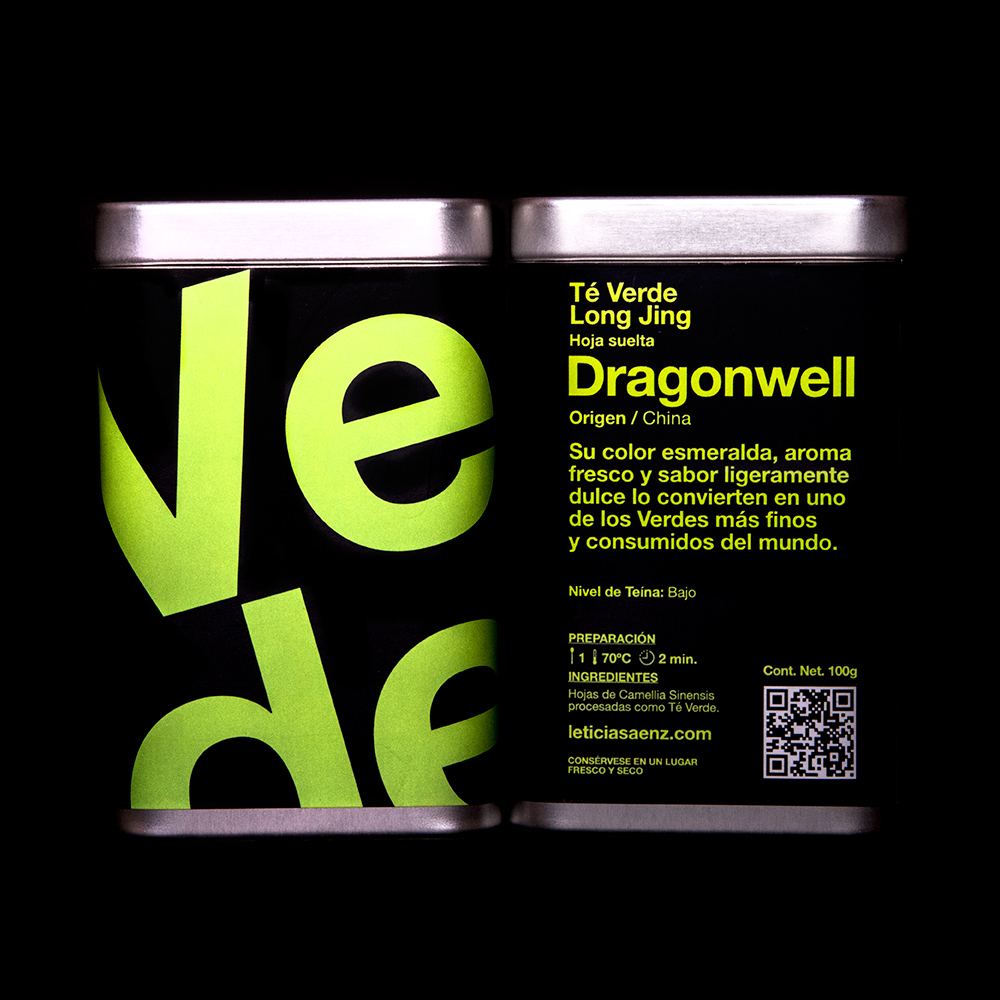 Ve
de
Té Verde
Long Jing
Hoja suelta
Dragonwell
Origen / China
Su color esmeralda, aroma
fresco y sabor ligeramente
dulce lo convierten en uno
de los Verdes más finos
y consumidos del mundo.
Nivel de Teína: Bajo
PREPARACIÓN
1 70ºC 2 min.
INGREDIENTES
Hojas de Camellia Sinensis
procesadas como Té Verde.
leticiasaenz.com
CONSÉRVESE EN UN LUGAR
FRESCO Y SECO
Cont. Net. 100g